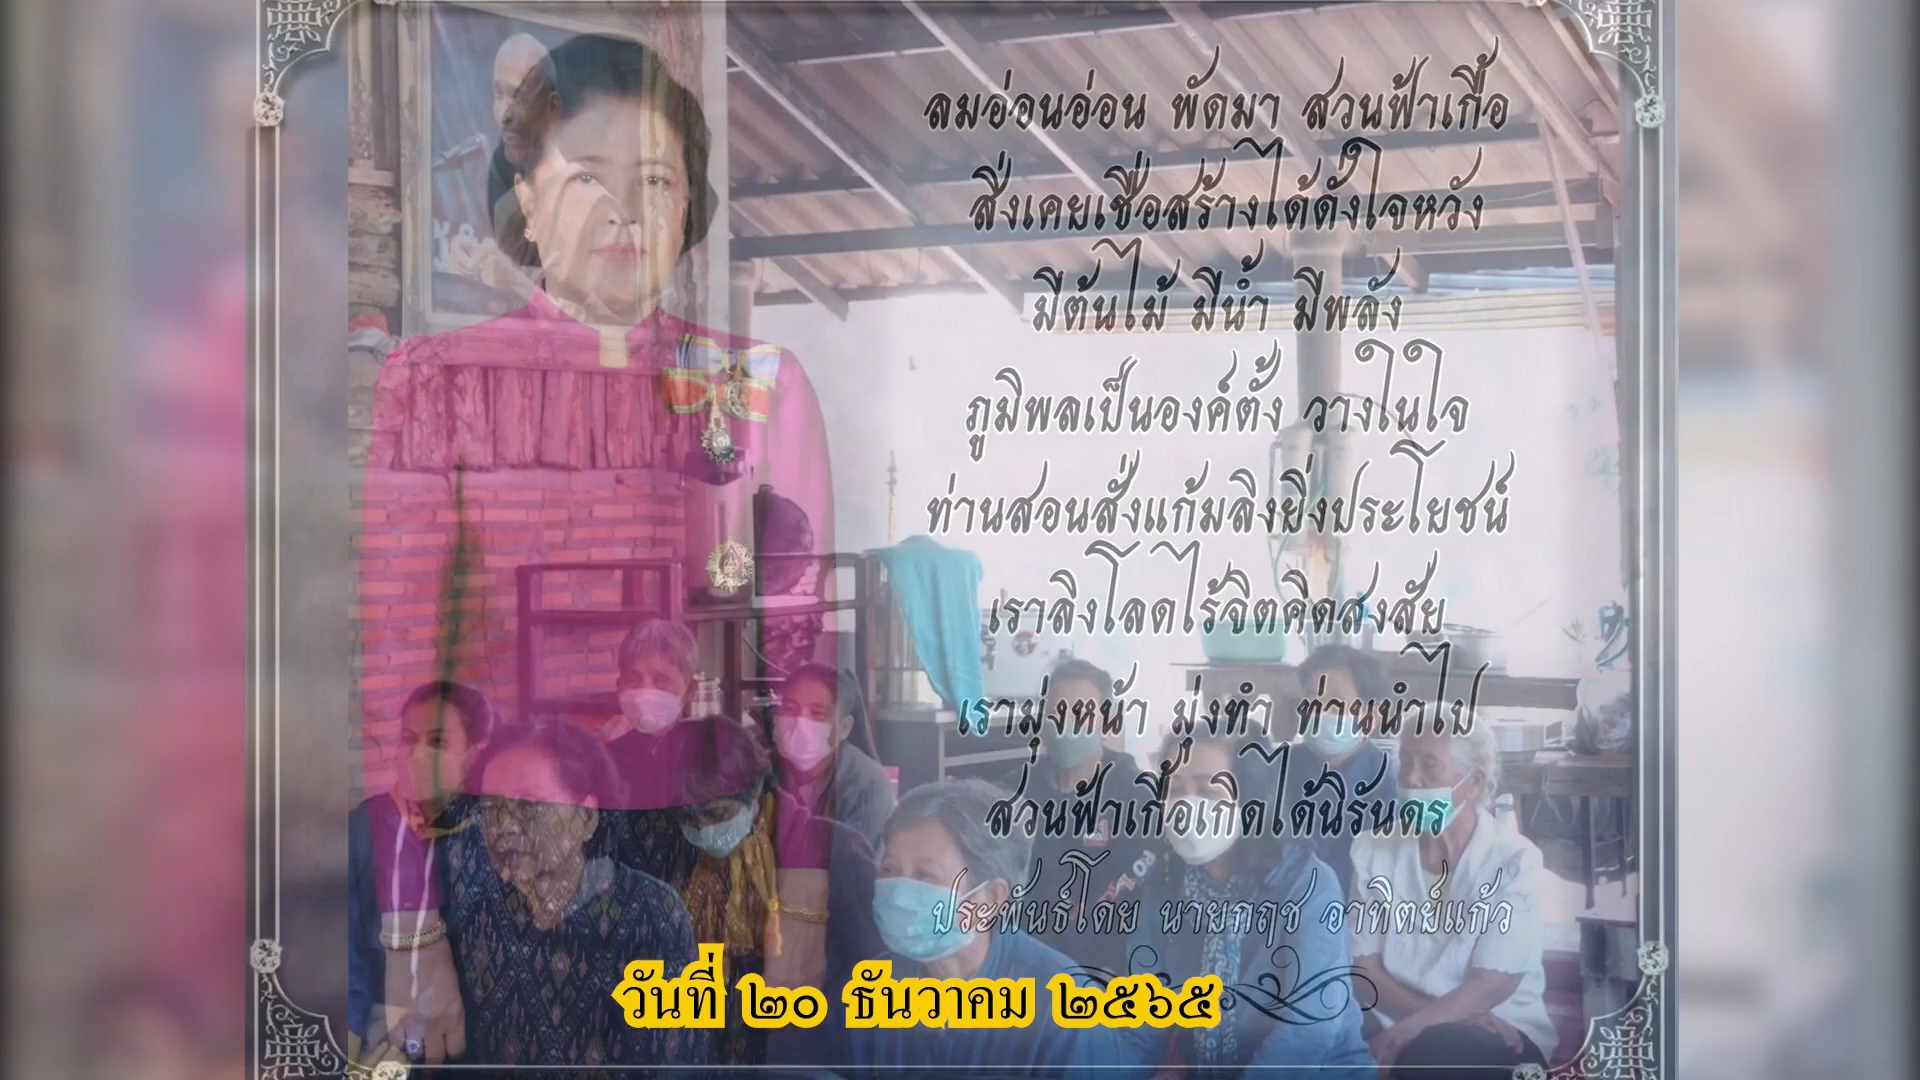 ลมอ่อนอ่อน พัดมา สวนฟ้าเกื้อ
สิ่งเคยเชื่อสร้างได้ดั่งใจหวัง
มีต้นไม้ มีน้ำ มีพลัง
ภูมิพลเป็นองค์ตั้ง วางในใจ
ท่านสอนสั่งแก้มลิงยิ่งประโยชน์
เราลิงโลดไร้จิตคิดสงสัย
เรามุ่งหน้า มุ่งทำ ท่านนำไป
สวนฟ้าเกื้อเกิดได้นิรันดร
ประพันธ์โดย นายกฤช อาทิตย์แก้ว
วันที่ ๒๐ ธันวาคม ๒๕๖๕